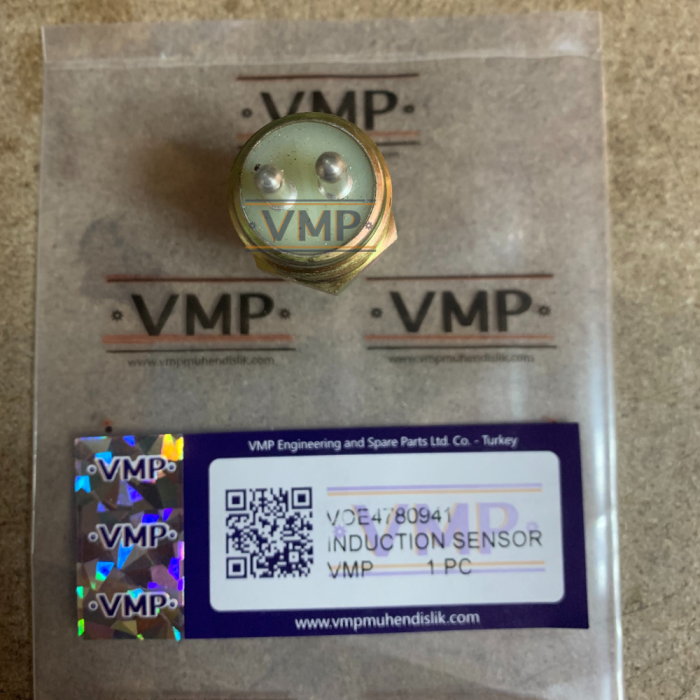 VMP
VMP
VMP
www.vmpmuhendislik.com
VMP
www.vmpmuhendislik.com
VMP Engineering and Spare Parts Ltd. Co. - Turkey
VMP
VMP
VMP
VOE4780941
INDUCTION SENSOR
VMP 1 PC
www.vmpmuhendislik.com